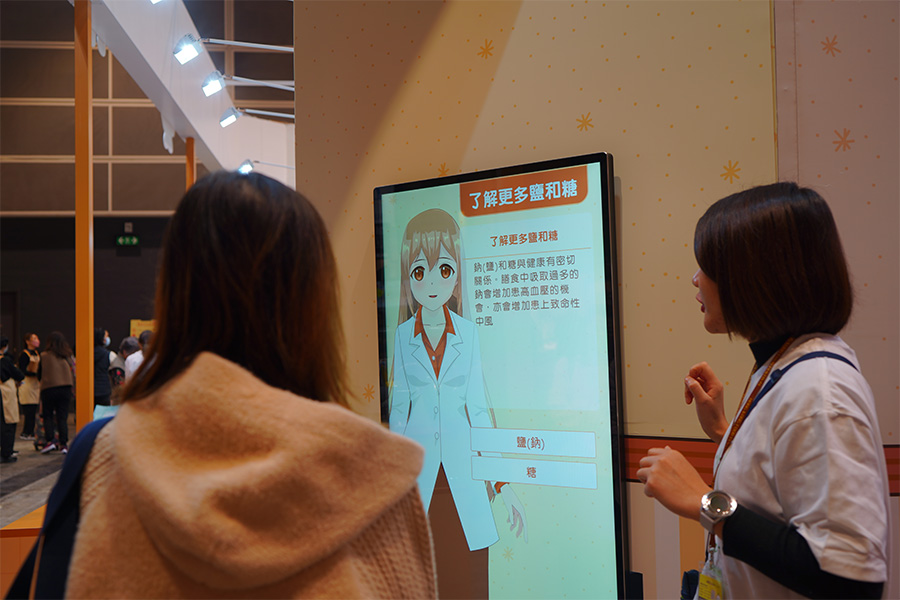 了解更多鹽和糖
了解更多鹽和糖
鈉(鹽)和糖與健康有密切
關係。膳食中吸取過多的
鈉會增加患高血壓的機
會，亦會增加患上致命性
中風
鹽(鈉)
糖